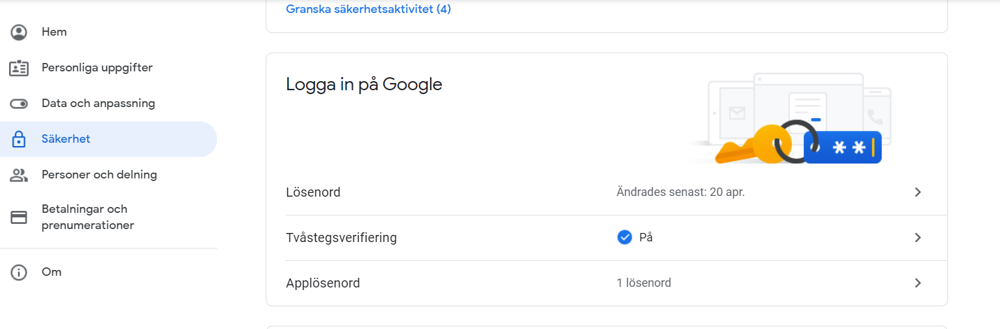 Granska säkerhetsaktivitet (4)
Hem
Personliga uppgifter
Data och anpassning
Säkerhet
Personer och delning
Betalningar och
prenumerationer
Om
Logga in på Google
* *
Lösenord Ändrades senast: 20 apr.
Tvåstegsverifiering På
Applösenord 1 lösenord